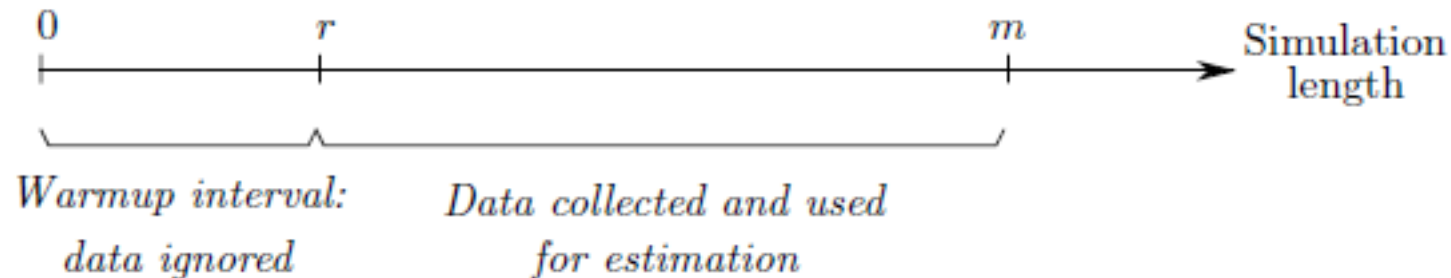 0
r
m
Simulation
length
Warmup interval:
data ignored
Data collected and used
for estimation